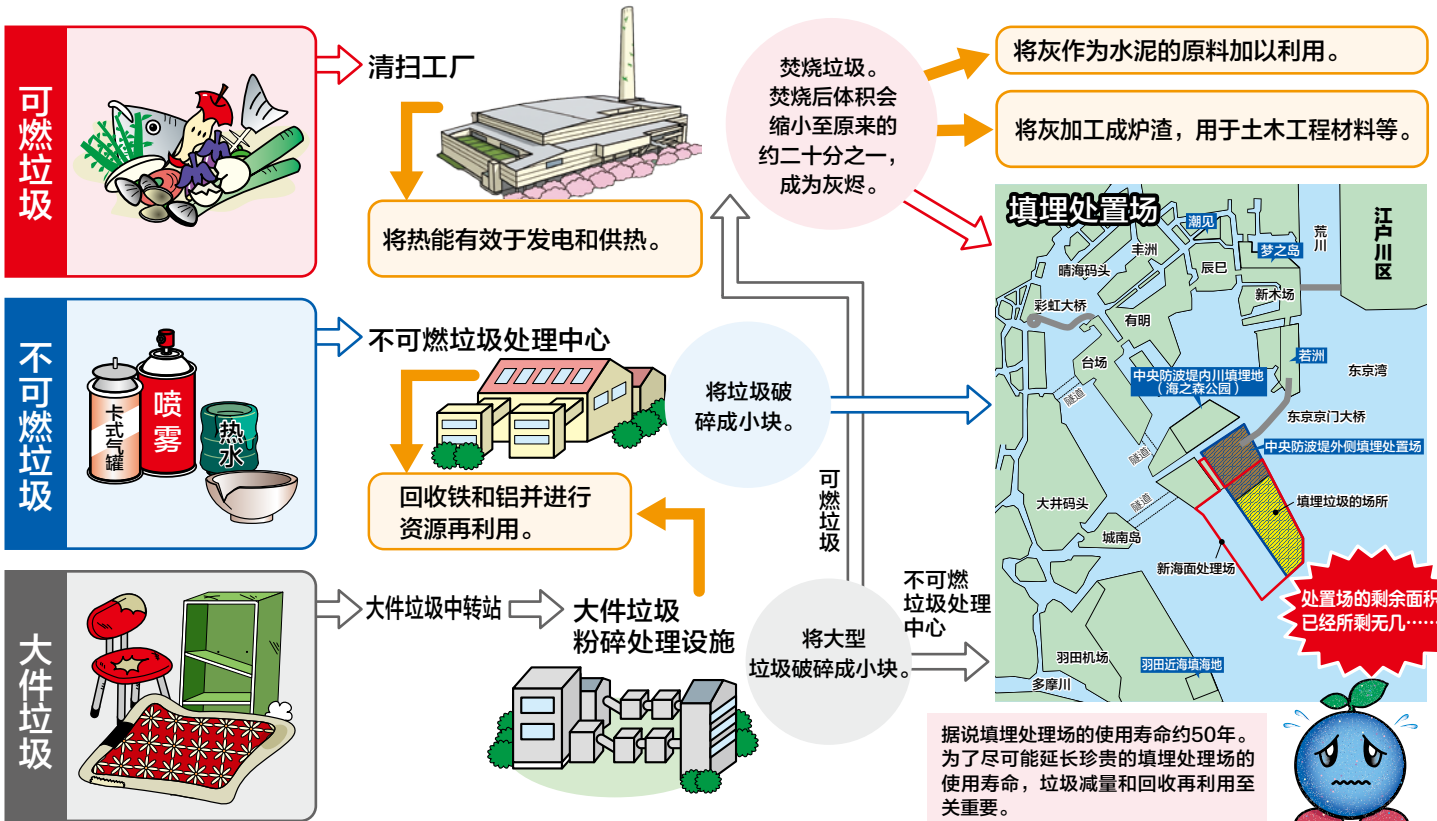 可燃垃圾
清扫工厂
将热能有效于发电和供热。
焚烧垃圾。
焚烧后体积会
缩小至原来的
约二十分之一，
成为灰烬。
将灰作为水泥的原料加以利用。
将灰加工成炉渣，用于土木工程材料等。
不可燃垃圾
卡式气罐
喷雾
热水
不可燃垃圾处理中心
回收铁和铝并进行
资源再利用。
将垃圾破
碎成小块。
大件垃圾
大件垃圾中转站
大件垃圾
粉碎处理设施
将大型
垃圾破碎成小块。
可燃垃圾
不可燃
垃圾处理
中心
填埋处置场
潮见
江户川区
荒川
梦之岛
丰洲
晴海码头
辰巳
新木场
彩虹大桥
有明
台场
若洲
东京湾
中央防波堤内川填埋地
（海之森公园）
隧道
东京京门大桥
中央防波堤外侧填埋处置场
隧道
大井码头
隧道
填埋垃圾的场所
城南岛
新海面处理场
处置场的剩余面积
已经所剩无几……
羽田机场
羽田近海填海地
多摩川
据说填埋处理场的使用寿命约50年。
为了尽可能延长珍贵的填埋处理场的
使用寿命，垃圾减量和回收再利用至
关重要。